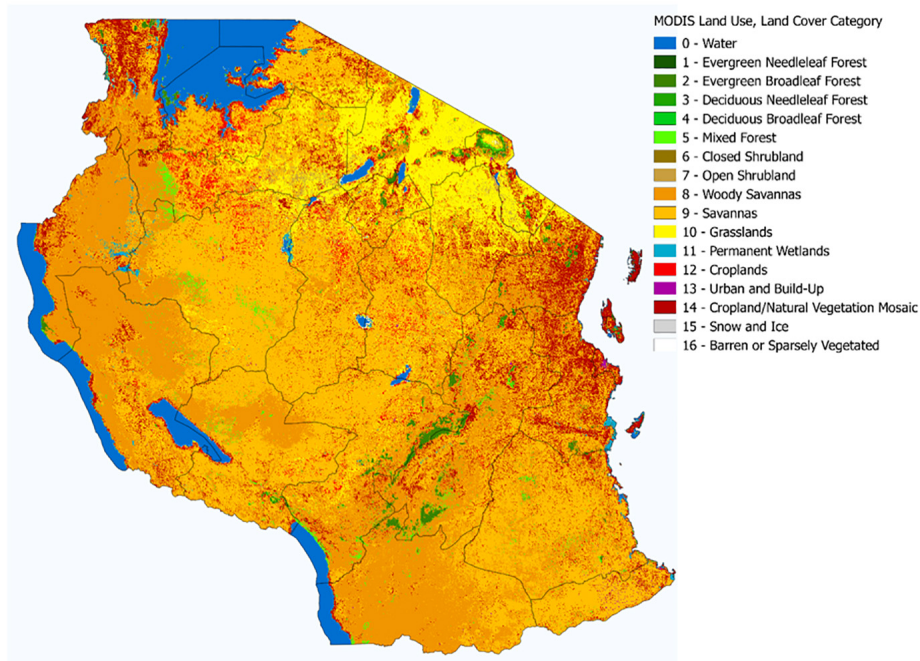 MODIS Land Use, Land Cover Category
0 - Water
1 - Evergreen Needleleaf Forest
2 - Evergreen Broadleaf Forest
3 - Deciduous Needleleaf Forest
4 - Deciduous Broadleaf Forest
5 - Mixed Forest
6 - Closed Shrubland
7 - Open Shrubland
8 - Woody Savannas
9 - Savannas
10 - Grasslands
11 - Permanent Wetlands
12 - Croplands
13 - Urban and Build-Up
14 - Cropland/Natural Vegetation Mosaic
15 - Snow and Ice
16 - Barren or Sparsely Vegetated